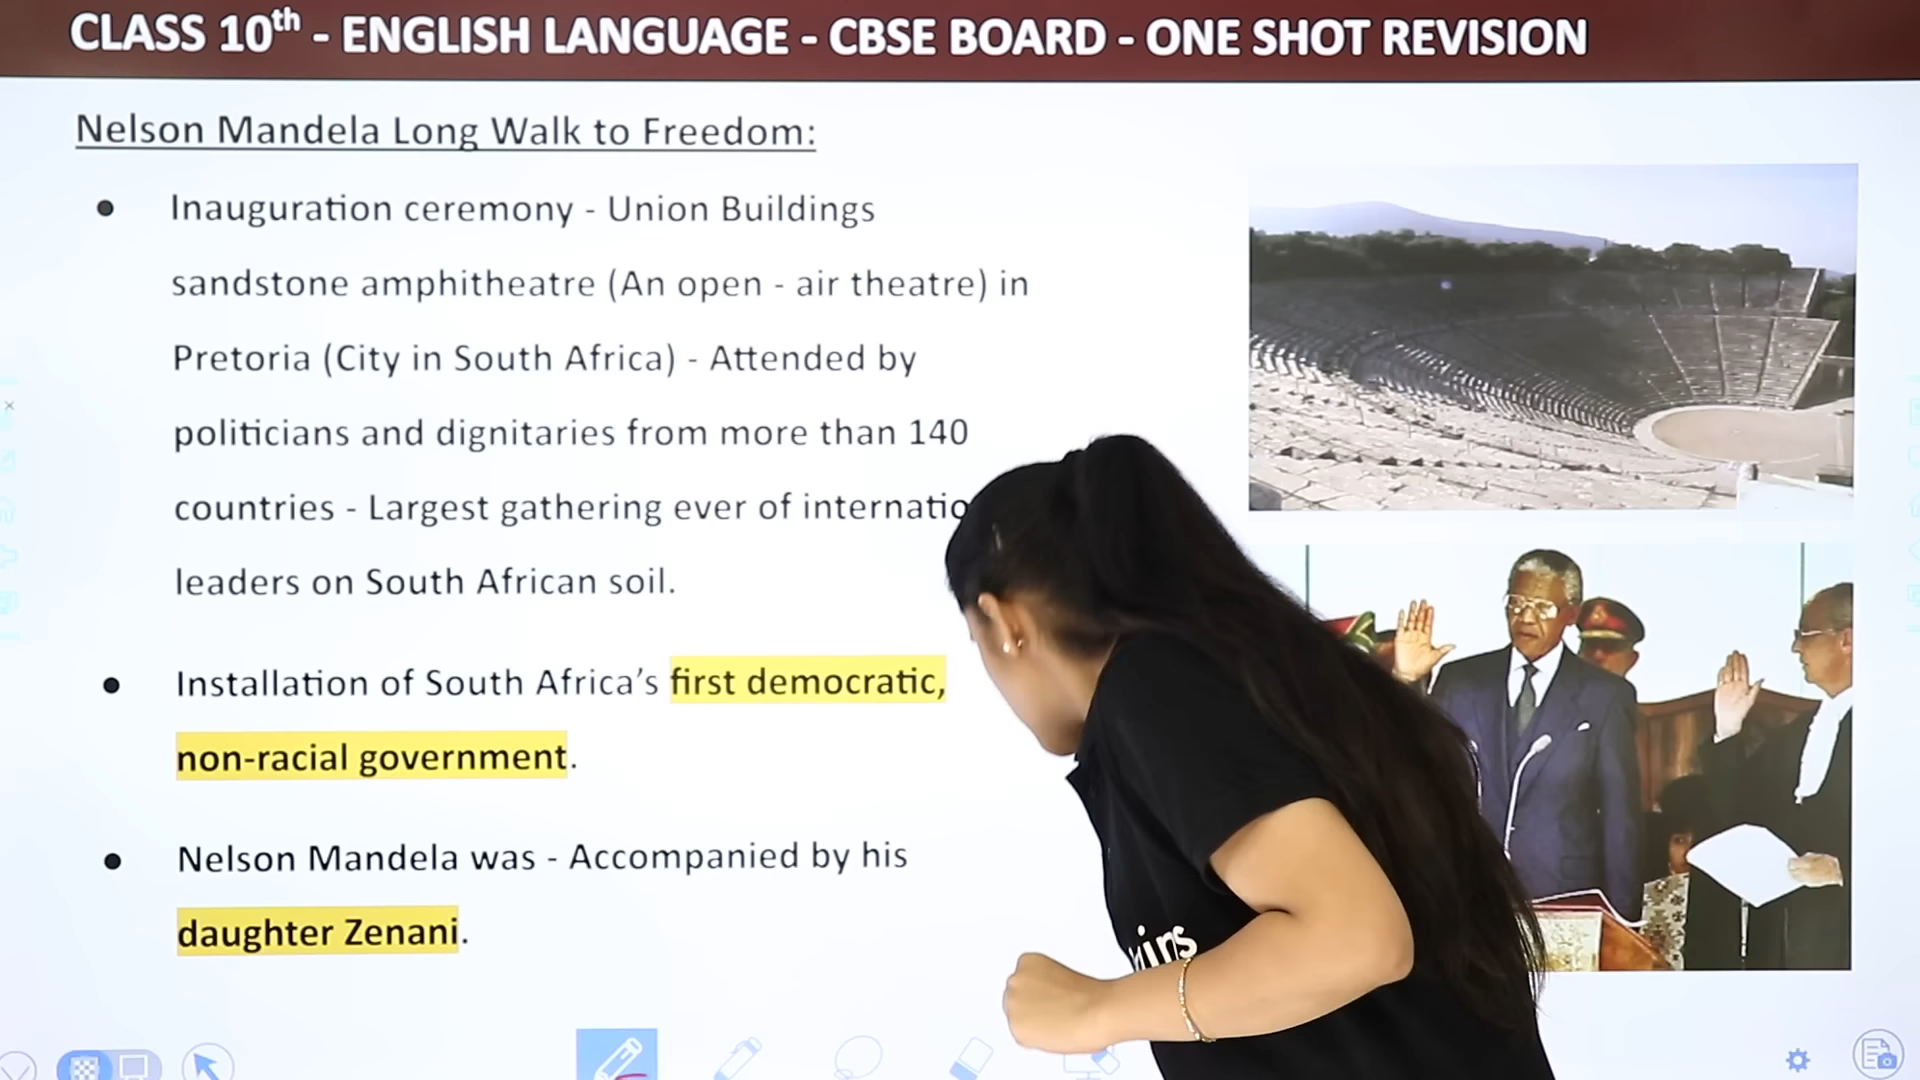 CLASS 10th - ENGLISH LANGUAGE - CBSE BOARD - ONE SHOT REVISION
Nelson Mandela Long Walk to Freedom:
● Inauguration ceremony - Union Buildings
sandstone amphitheatre (An open - air theatre) in
Pretoria (City in South Africa) - Attended by
politicians and dignitaries from more than 140
countries - Largest gathering ever of internatio
leaders on South African soil.
● Installation of South Africa's first democratic,
non-racial government.
● Nelson Mandela was - Accompanied by his
daughter Zenani.